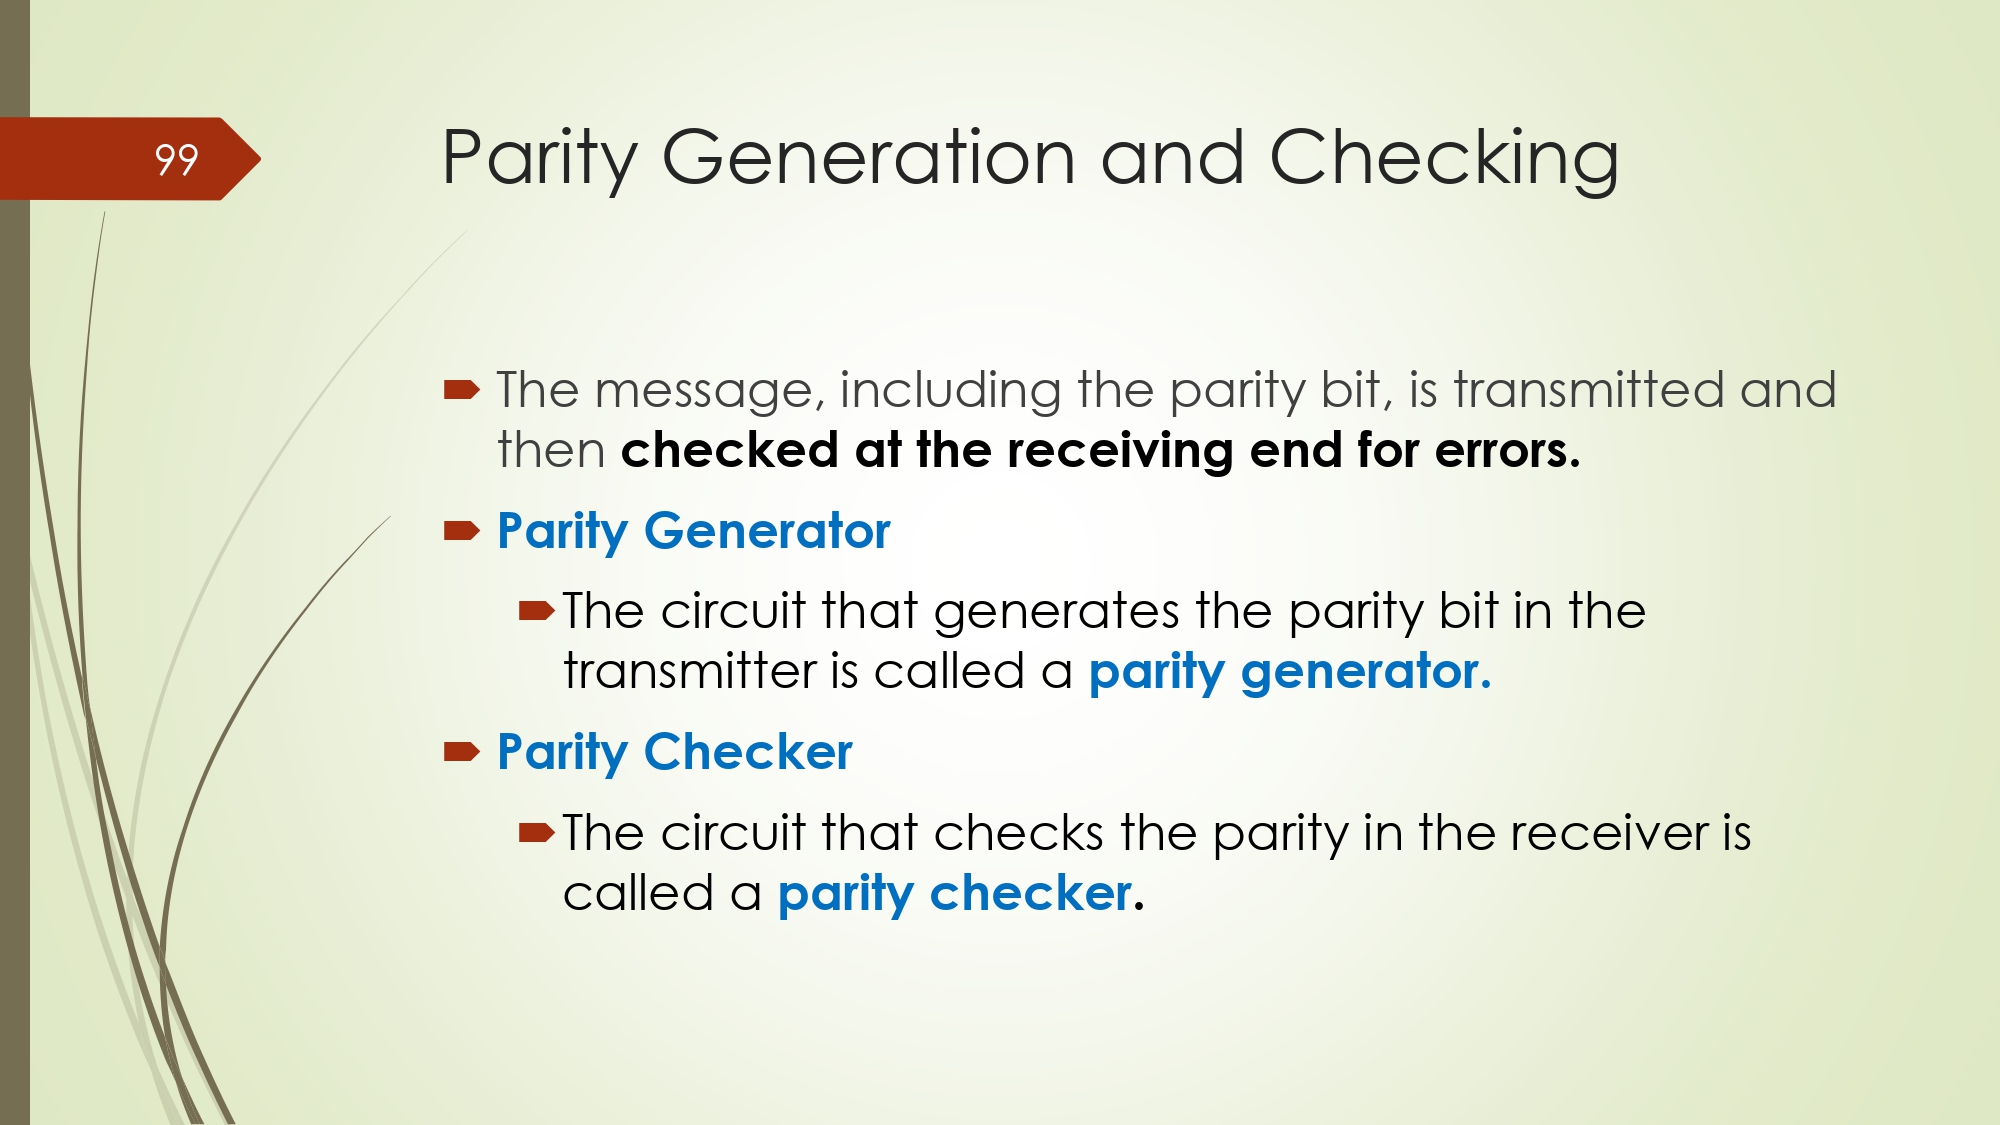 99
Parity Generation and Checking
The message, including the parity bit, is transmitted and
then checked at the receiving end for errors.
Parity Generator
The circuit that generates the parity bit in the
transmitter is called a parity generator.
Parity Checker
The circuit that checks the parity in the receiver is
called a parity checker.